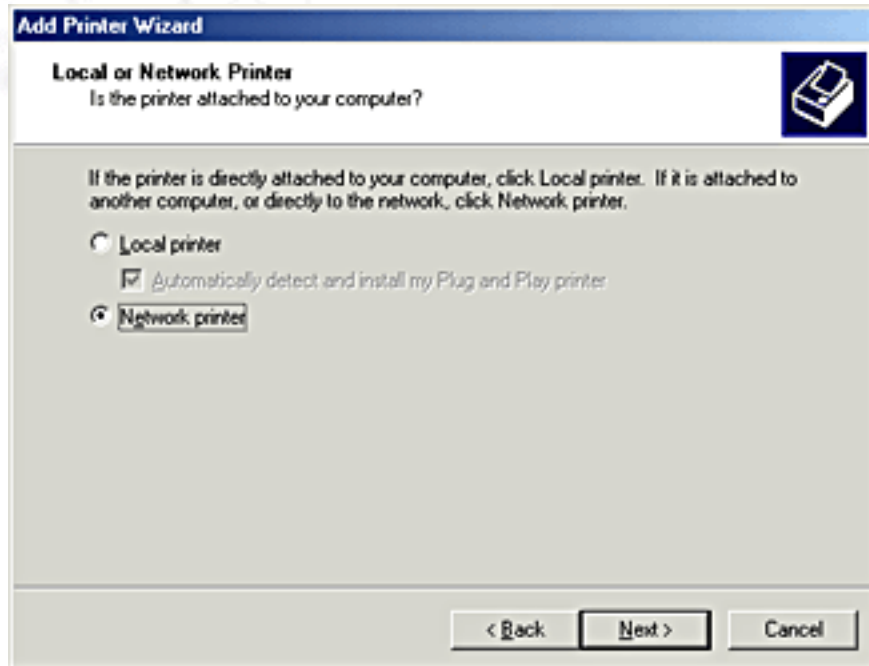 Add Printer Wizard
Local or Network Printer
Is the printer attached to your computer?
If the printer is directly attached to your computer, click Local printer. If it is attached to
another computer, or directly to the network, click Network printer.
Local printer
Automatically detect and install my Plug and Play printer
Network printer
< Back Next > Cancel